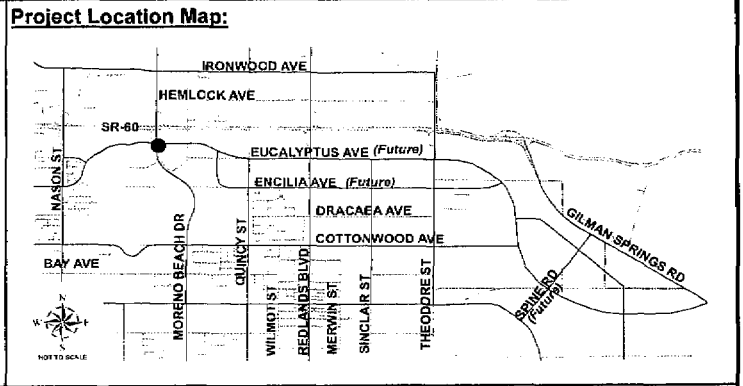 Project Location Map:
IRONWOOD AVE
HEMLOCK AVE
SR-60
EUCALYPTUS AVE (Future)
NASON ST
ENCILIA AVE (Future)
DRACAEA AVE
GILMAN SPRINGS RD
COTTONWOOD AVE
BAY AVE
MORENO BEACH DR
QUINCY ST
WILMOT ST
REDLANDS BLVD
MERWIN ST
SINCLAIR ST
THEODORE ST
SPINE RD
(Future)
N
W E
S
NOT TO SCALE